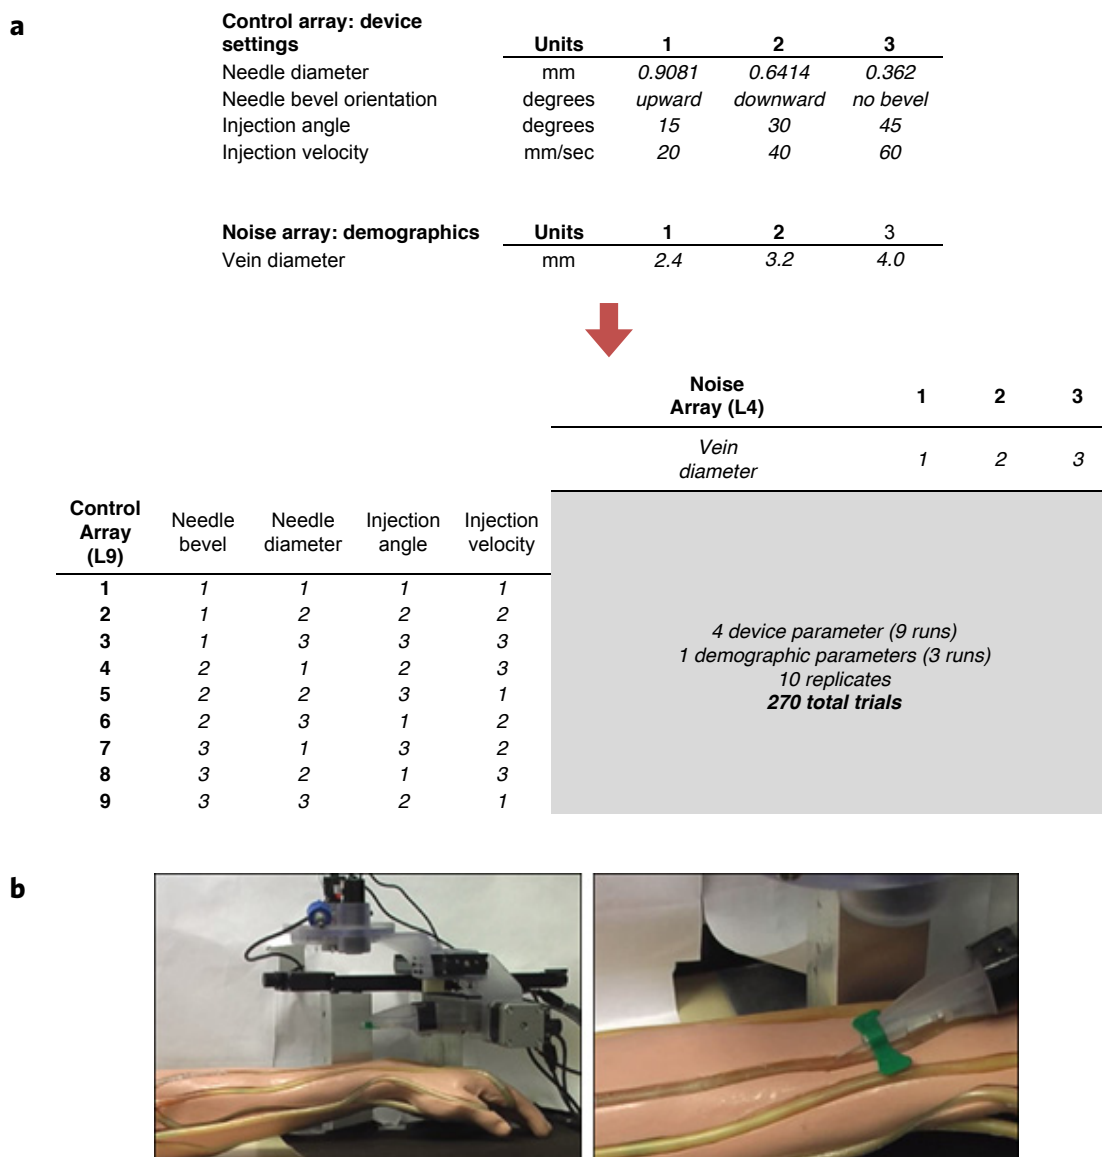 a
Control array: device
settings Units 1 2 3
Needle diameter mm 0.9081 0.6414 0.362
Needle bevel orientation degrees upward downward no bevel
Injection angle degrees 15 30 45
Injection velocity mm/sec 20 40 60
Noise array: demographics Units 1 2 3
Vein diameter mm 2.4 3.2 4.0
Noise
Array (L4) 1 2 3
Vein
diameter 1 2 3
Control
Array
(L9) Needle
bevel Needle
diameter Injection
angle Injection
velocity
1 1 1 1 1
2 1 2 2 2
3 1 3 3 3
4 2 1 2 3
5 2 2 3 1
6 2 3 1 2
7 3 1 3 2
8 3 2 1 3
9 3 3 2 1
4 device parameter (9 runs)
1 demographic parameters (3 runs)
10 replicates
270 total trials
b